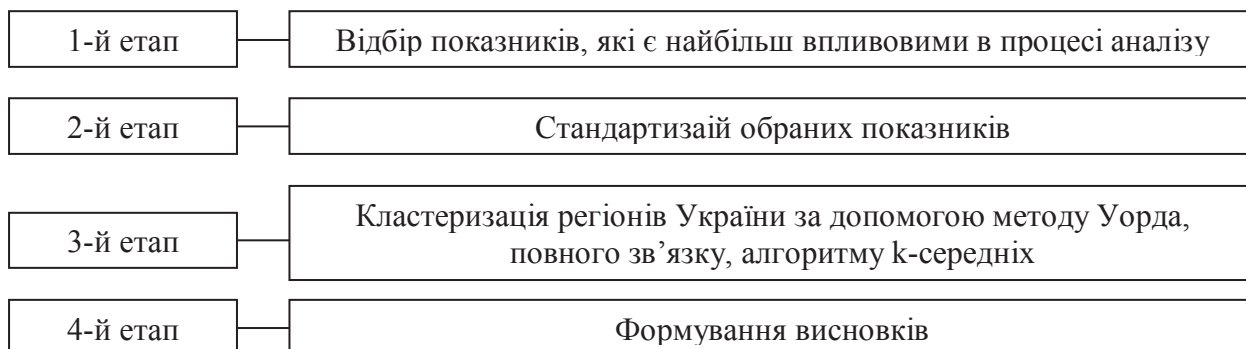 1-й етап
Відбір показників, які є найбільш впливовими в процесі аналізу
2-й етап
Стандартизаій обраних показників
3-й етап
Кластеризація регіонів України за допомогою методу Уорда,
повного зв’язку, алгоритму k-середніх
4-й етап
Формування висновків